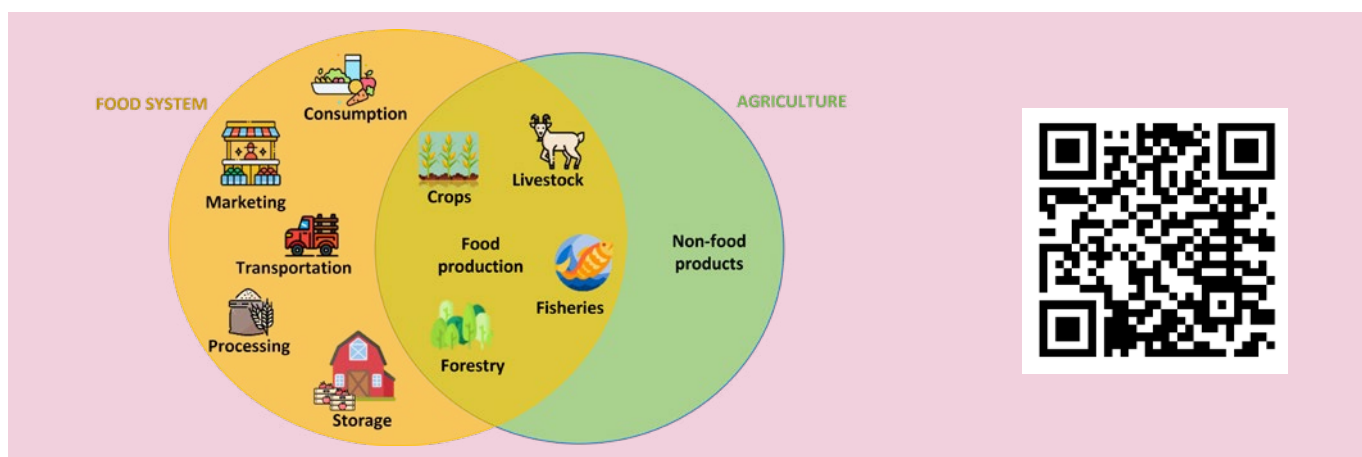 FOOD SYSTEM
Consumption
Marketing
Transportation
Processing
Storage
Crops
Livestock
Food
production
Fisheries
Forestry
AGRICULTURE
Non-food
products